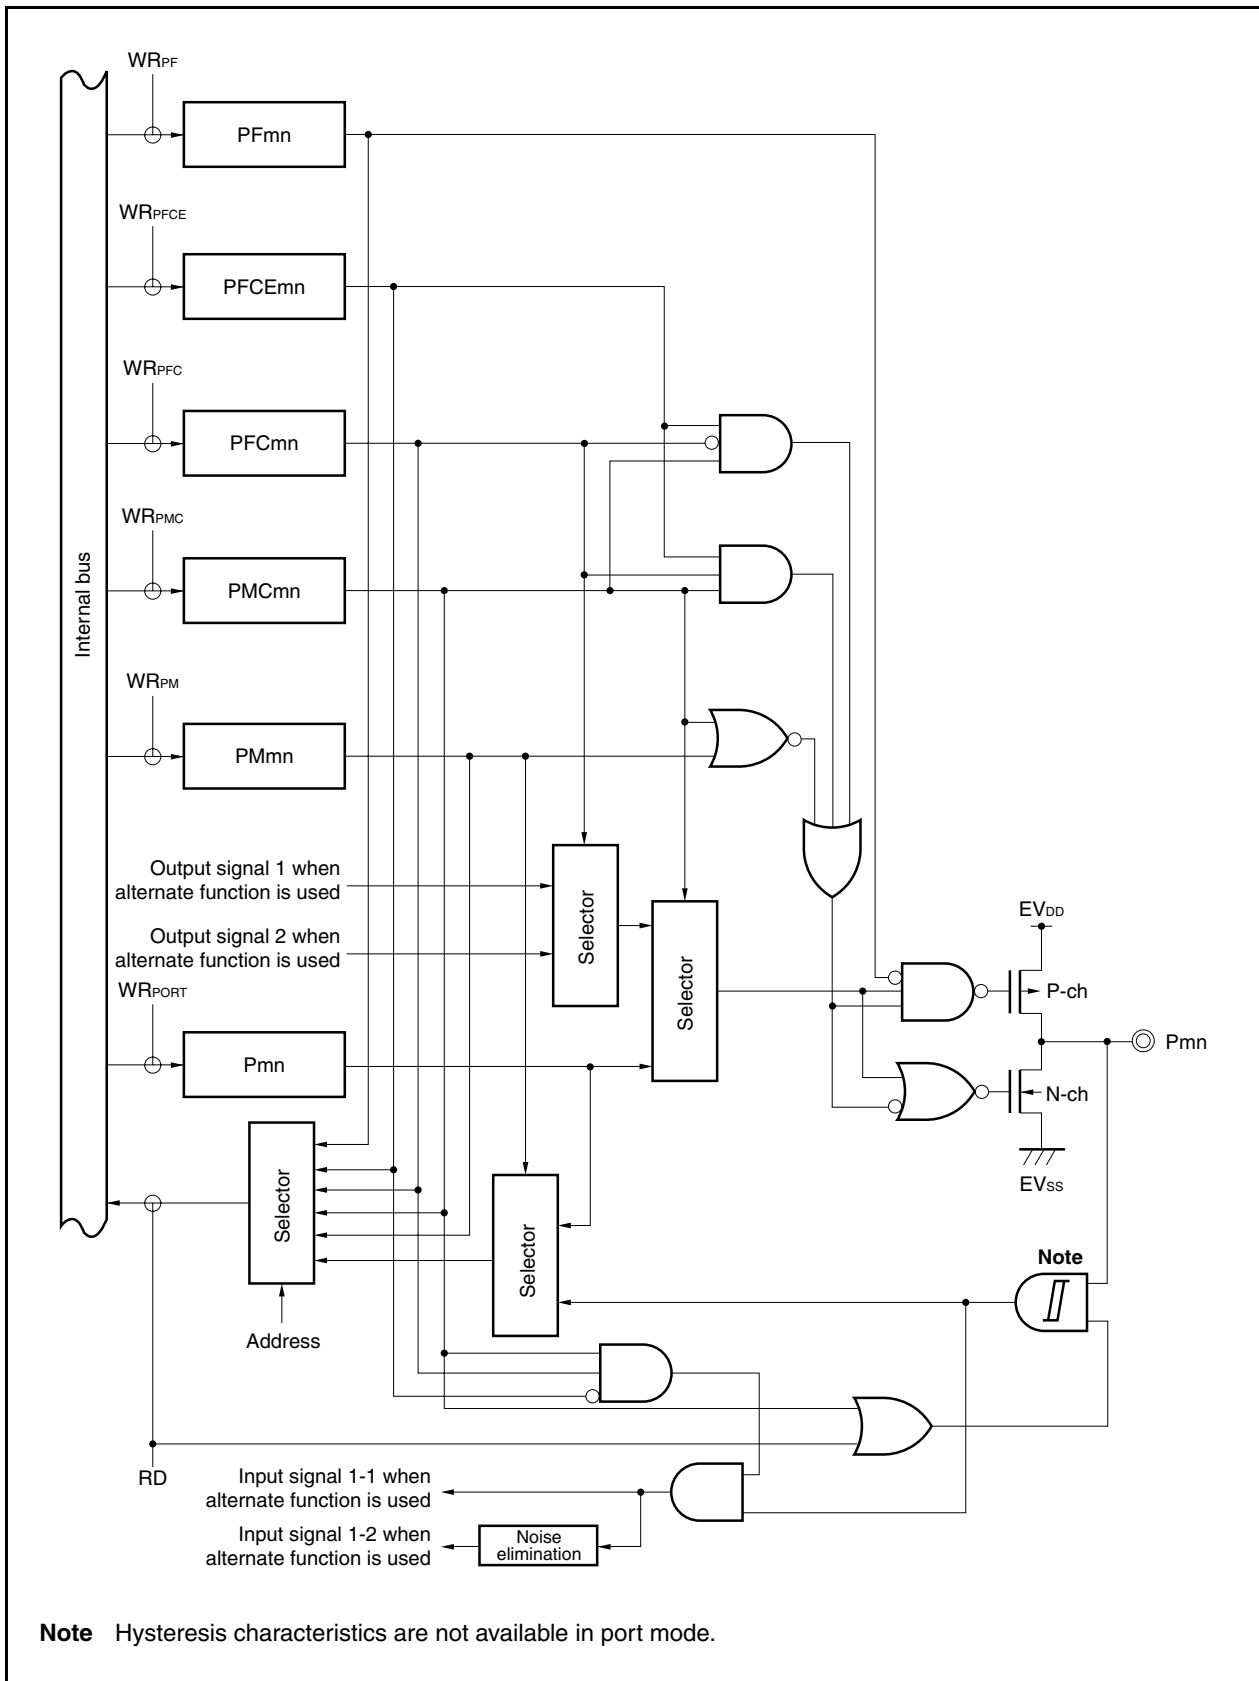 WRPF
PFmn
WRPFCE
PFCEmn
WRPFC
PFCmn
WRPMC
PMCmn
Internal bus
WRPM
PMmn
Output signal 1 when
alternate function is used
Output signal 2 when
alternate function is used
Selector
Selector
WRPORT
Pmn
EVDD
P-ch
Pmn
N-ch
EVSS
Selector
Selector
Note
Address
RD
Input signal 1-1 when
alternate function is used
Input signal 1-2 when
alternate function is used
Noise
elimination
Note Hysteresis characteristics are not available in port mode.